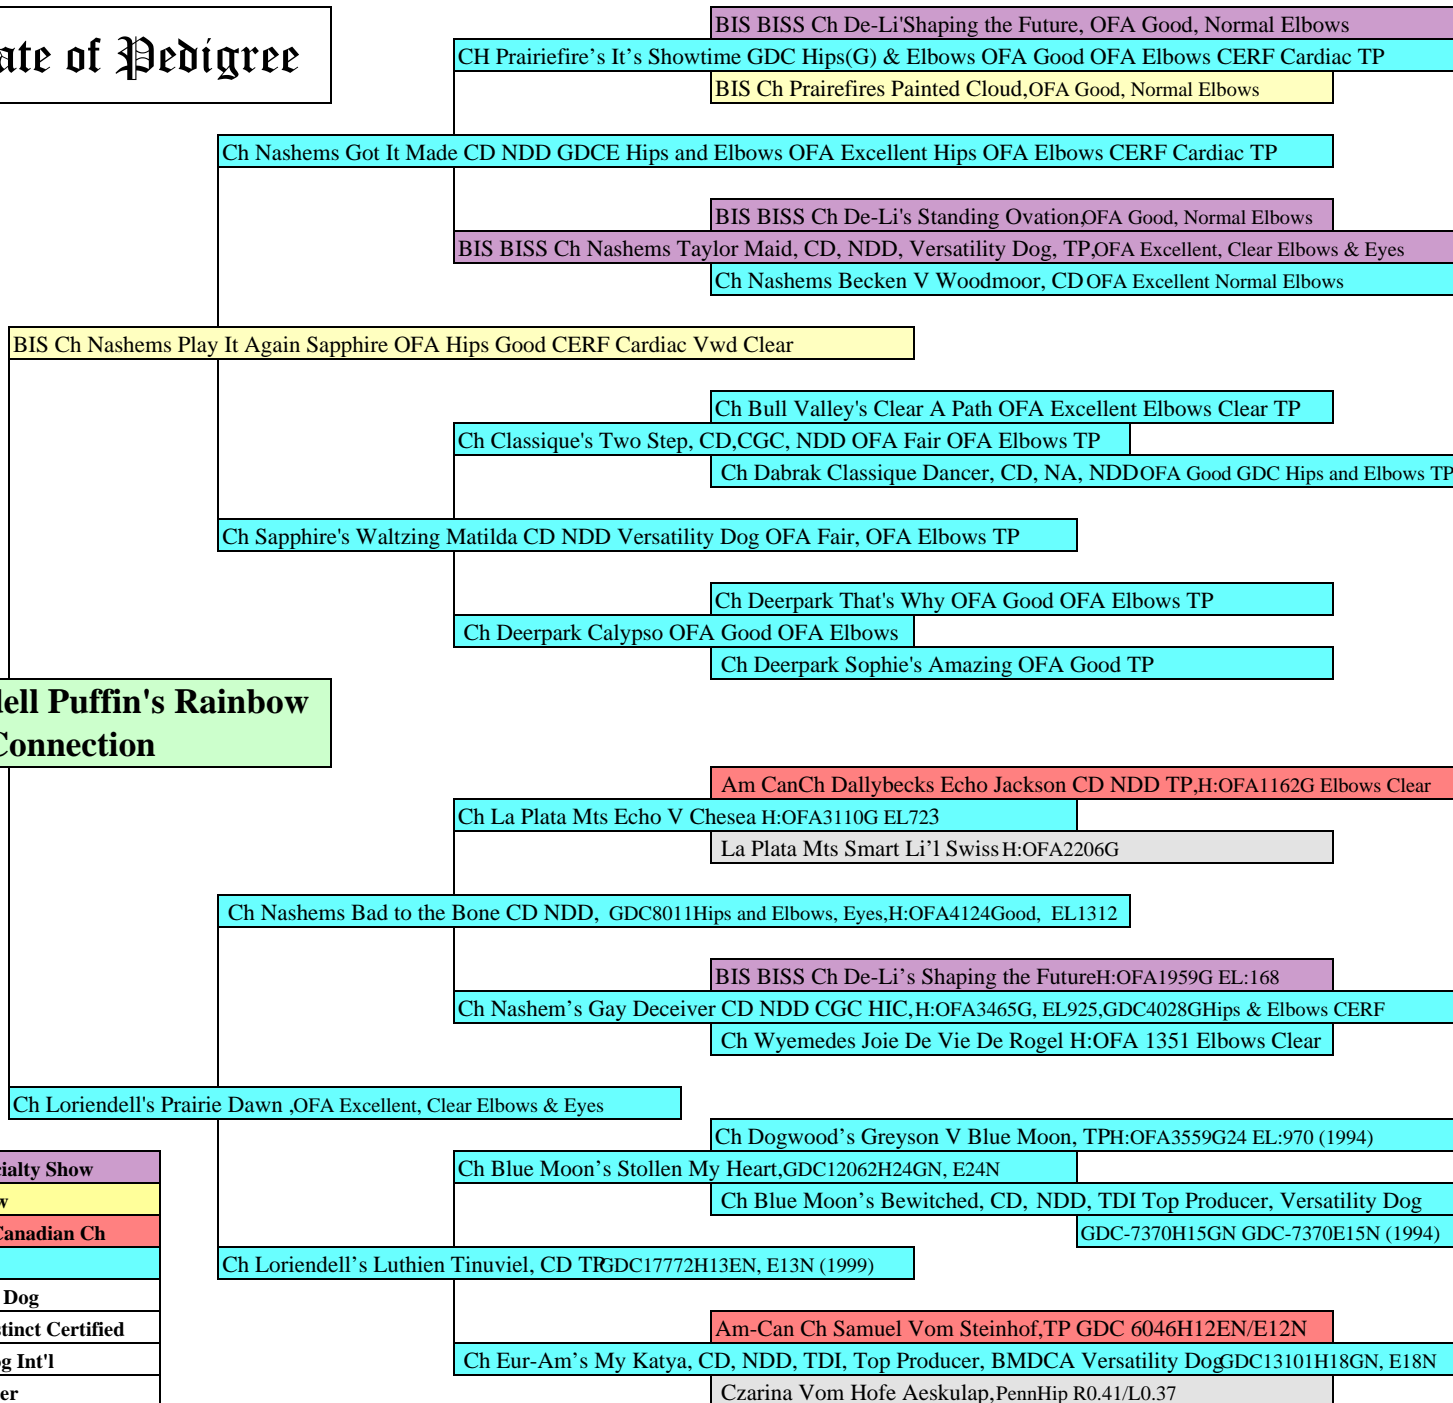 BIS BISS Ch De-Li'Shaping the Future, OFA Good, Normal Elbows
ate of Pedigree
CH Prairiefire’s It’s Showtime GDC Hips(G) & Elbows OFA Good OFA Elbows CERF Cardiac TP
BIS Ch Prairefires Painted Cloud,OFA Good, Normal Elbows
Ch Nashems Got It Made CD NDD GDCE Hips and Elbows OFA Excellent Hips OFA Elbows CERF Cardiac TP
BIS BISS Ch De-Li's Standing Ovation,OFA Good, Normal Elbows
BIS BISS Ch Nashems Taylor Maid, CD, NDD, Versatility Dog, TP,OFA Excellent, Clear Elbows & Eyes
Ch Nashems Becken V Woodmoor, CD OFA Excellent Normal Elbows
BIS Ch Nashems Play It Again Sapphire OFA Hips Good CERF Cardiac Vwd Clear
Ch Bull Valley's Clear A Path OFA Excellent Elbows Clear TP
Ch Classique's Two Step, CD,CGC, NDD OFA Fair OFA Elbows TP
Ch Dabrak Classique Dancer, CD, NA, NDD OFA Good GDC Hips and Elbows TP
Ch Sapphire's Waltzing Matilda CD NDD Versatility Dog OFA Fair, OFA Elbows TP
Ch Deerpark That's Why OFA Good OFA Elbows TP
Ch Deerpark Calypso OFA Good OFA Elbows
Ch Deerpark Sophie's Amazing OFA Good TP
dell Puffin's Rainbow
Connection
Am CanCh Dallybecks Echo Jackson CD NDD TP,H:OFA1162G Elbows Clear
Ch La Plata Mts Echo V Chesea H:OFA3110G EL723
La Plata Mts Smart Li’l Swiss H:OFA2206G
Ch Nashems Bad to the Bone CD NDD, GDC8011Hips and Elbows, Eyes,H:OFA4124Good, EL1312
BIS BISS Ch De-Li’s Shaping the FutureH:OFA1959G EL:168
Ch Nashem’s Gay Deceiver CD NDD CGC HIC,H:OFA3465G, EL925,GDC4028GHips & Elbows CERF
Ch Wyemedes Joie De Vie De Rogel H:OFA 1351 Elbows Clear
Ch Loriendell's Prairie Dawn ,OFA Excellent, Clear Elbows & Eyes
Ch Dogwood’s Greyson V Blue Moon, TPH:OFA3559G24 EL:970 (1994)
cialty Show
Ch Blue Moon’s Stollen My Heart,GDC12062H24GN, E24N
w
Ch Blue Moon’s Bewitched, CD, NDD, TDI Top Producer, Versatility Dog
Canadian Ch
GDC-7370H15GN GDC-7370E15N (1994)
Ch Loriendell’s Luthien Tinuviel, CD TPGDC17772H13EN, E13N (1999)
Dog
stinct Certified
Am-Can Ch Samuel Vom Steinhof,TP GDC 6046H12EN/E12N
g Int'l
Ch Eur-Am’s My Katya, CD, NDD, TDI, Top Producer, BMDCA Versatility DogGDC13101H18GN, E18N
er
Czarina Vom Hofe Aeskulap,PennHip R0.41/L0.37